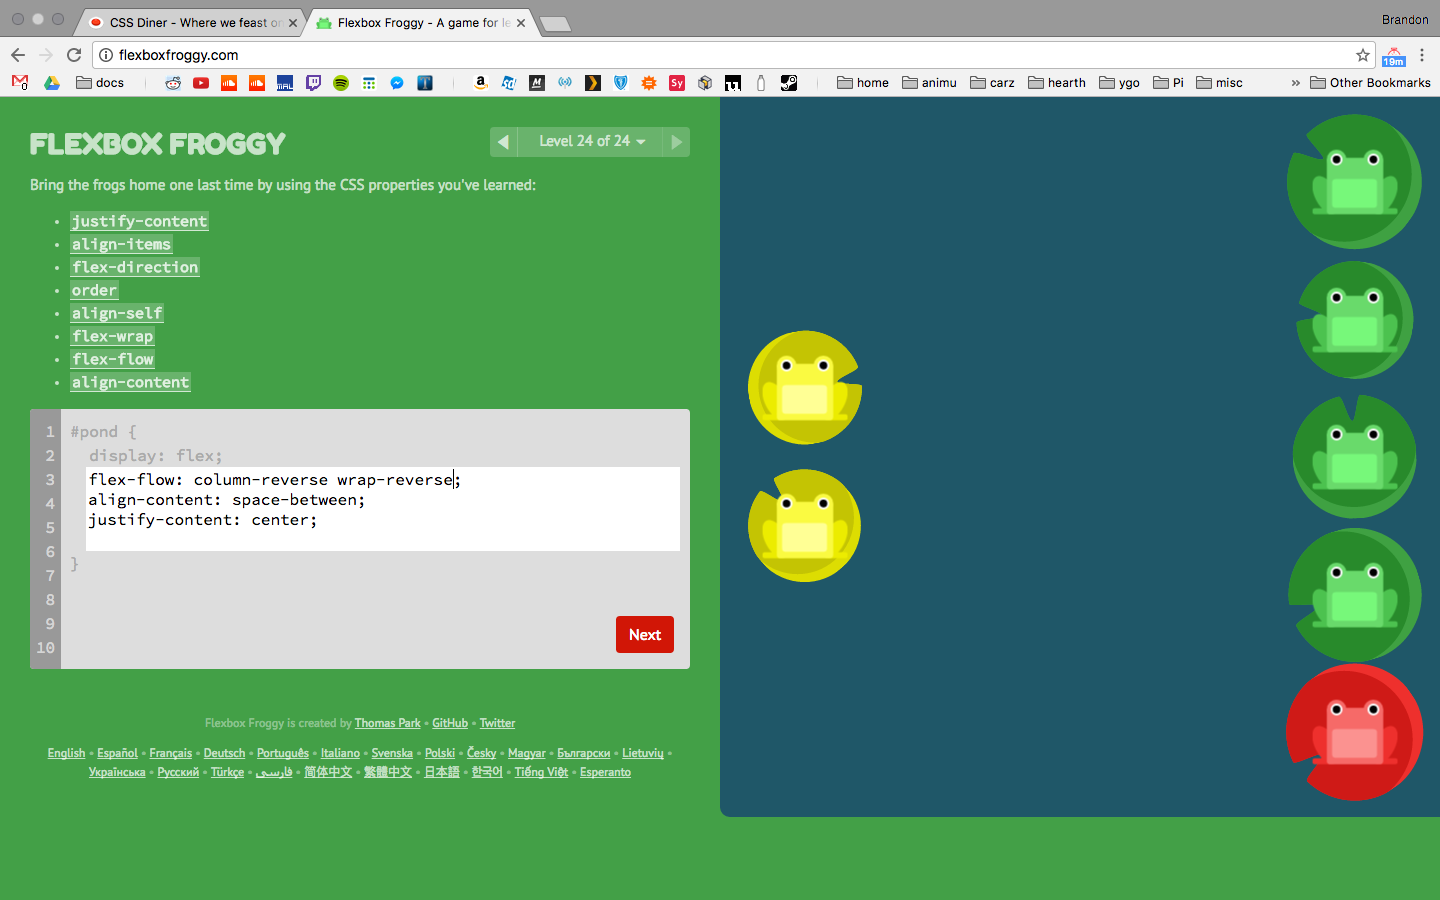 Brandon
CSS Diner - Where we feast on
Flexbox Froggy - A game for le
flexboxfroggy.com
19m
0
docs
MAL
Sy
home
animu
carz
hearth
ygo
Pi
misc
»
Other Bookmarks
FLEXBOX FROGGY
Level 24 of 24
Bring the frogs home one last time by using the CSS properties you've learned:
• justify-content
• align-items
• flex-direction
• order
• align-self
• flex-wrap
• flex-flow
• align-content
1 #pond {
2 display: flex;
3 flex-flow: column-reverse wrap-reverse;
4 align-content: space-between;
5 justify-content: center;
6
7 }
8
9
10
Next
Flexbox Froggy is created by Thomas Park • GitHub • Twitter
English • Español • Français • Deutsch • Português • Italiano • Svenska • Polski • Česky • Magyar • Български • Lietuvių •
Українська • Русский • Türkçe • فارسی • 简体中文 • 繁體中文 • 日本語 • 한국어 • Tiếng Việt • Esperanto